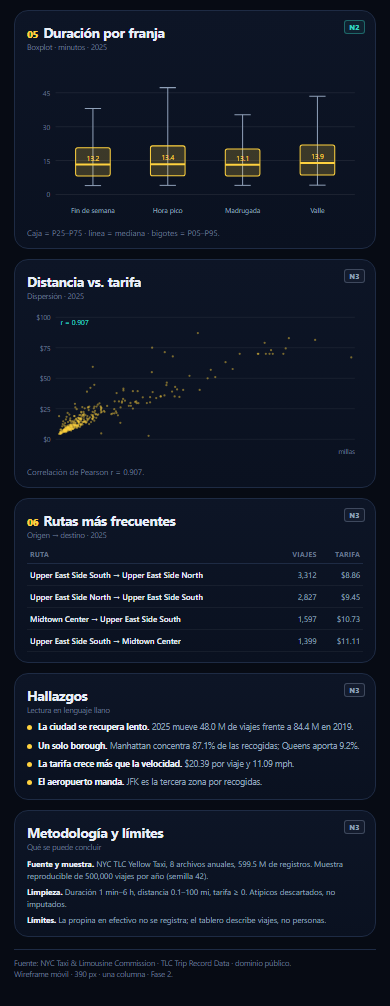 05 Duración por franja
N2
Boxplot · minutos · 2025
45
30
15
0
13.2
13.4
13.1
13.9
Fin de semana
Hora pico
Madrugada
Valle
Caja = P25–P75 · línea = mediana · bigotes = P05–P95.
Distancia vs. tarifa
N3
Dispersión · 2025
$100
r = 0.907
$75
$50
$25
$0
millas
Correlación de Pearson r = 0.907.
06 Rutas más frecuentes
N3
Origen → destino · 2025
RUTA VIAJES TARIFA
Upper East Side South → Upper East Side North 3,312 $8.86
Upper East Side North → Upper East Side South 2,827 $9.45
Midtown Center → Upper East Side South 1,597 $10.73
Upper East Side South → Midtown Center 1,399 $11.11
Hallazgos
N3
Lectura en lenguaje llano
La ciudad se recupera lento. 2025 mueve 48.0 M de viajes frente a 84.4 M en 2019.
Un solo borough. Manhattan concentra 87.1% de las recogidas; Queens aporta 9.2%.
La tarifa crece más que la velocidad. $20.39 por viaje y 11.09 mph.
El aeropuerto manda. JFK es la tercera zona por recogidas.
Metodología y límites
N3
Qué se puede concluir
Fuente y muestra. NYC TLC Yellow Taxi, 8 archivos anuales, 599.5 M de registros. Muestra
reproducible de 500,000 viajes por año (semilla 42).
Limpieza. Duración 1 min–6 h, distancia 0.1–100 mi, tarifa ≥ 0. Atípicos descartados, no
imputados.
Límites. La propina en efectivo no se registra; el tablero describe viajes, no personas.
Fuente: NYC Taxi & Limousine Commission · TLC Trip Record Data · dominio público.
Wireframe móvil · 390 px · una columna · Fase 2.